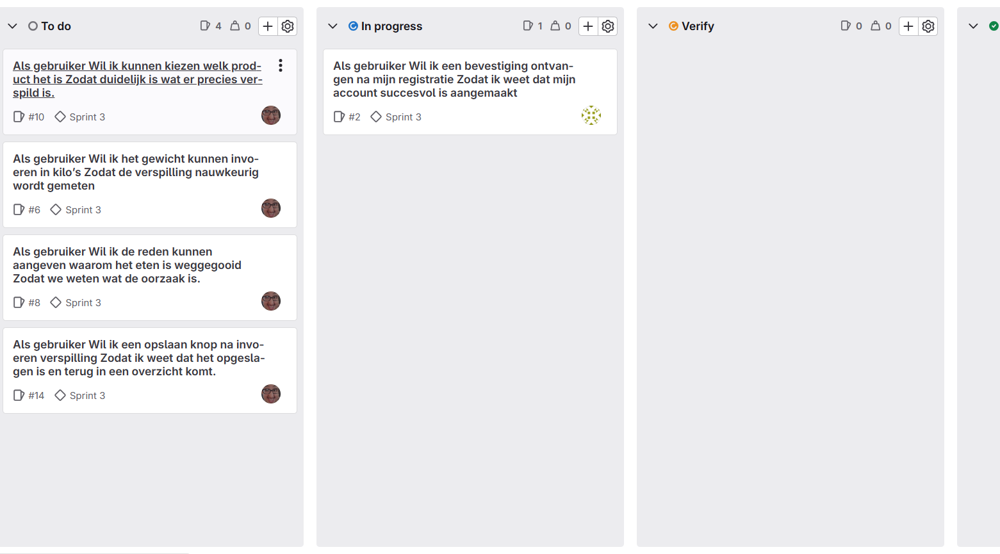 To do 4 0
Als gebruiker Wil ik kunnen kiezen welk prod-
uct het is Zodat duidelijk is wat er precies ver-
spild is.
#10 Sprint 3
Als gebruiker Wil ik het gewicht kunnen invo-
eren in kilo’s Zodat de verspilling nauwkeurig
wordt gemeten
#6 Sprint 3
Als gebruiker Wil ik de reden kunnen
aangeven waarom het eten is weggegooid
Zodat we weten wat de oorzaak is.
#8 Sprint 3
Als gebruiker Wil ik een opslaan knop na invo-
eren verspilling Zodat ik weet dat het opgesla-
gen is en terug in een overzicht komt.
#14 Sprint 3
In progress 1 0
Als gebruiker Wil ik een bevestiging ontvan-
gen na mijn registratie Zodat ik weet dat mijn
account succesvol is aangemaakt
#2 Sprint 3
Verify 0 0